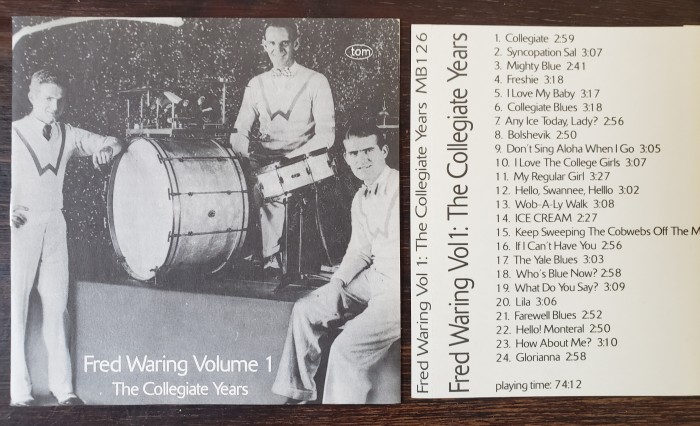 tom
Fred Waring Volume 1
The Collegiate Years
Fred Waring Vol 1: The Collegiate Years MB126
Fred Waring Vol1: The Collegiate Years
1. Collegiate 2:59
2. Syncopation Sal 3:07
3. Mighty Blue 2:41
4. Freshie 3:18
5. I Love My Baby 3:17
6. Collegiate Blues 3:18
7. Any Ice Today, Lady? 2:56
8. Bolshevik 2:50
9. Don't Sing Aloha When I Go 3:05
10. I Love The College Girls 3:07
11. My Regular Girl 3:27
12. Hello, Swannee, Helllo 3:02
13. Wob-A-Ly Walk 3:08
14. ICE CREAM 2:27
15. Keep Sweeping The Cobwebs Off The M
16. If I Can't Have You 2:56
17. The Yale Blues 3:03
18. Who's Blue Now? 2:58
19. What Do You Say? 3:09
20. Lila 3:06
21. Farewell Blues 2:52
22. Hello! Monteral 2:50
23. How About Me? 3:10
24. Glorianna 2:58
playing time: 74:12